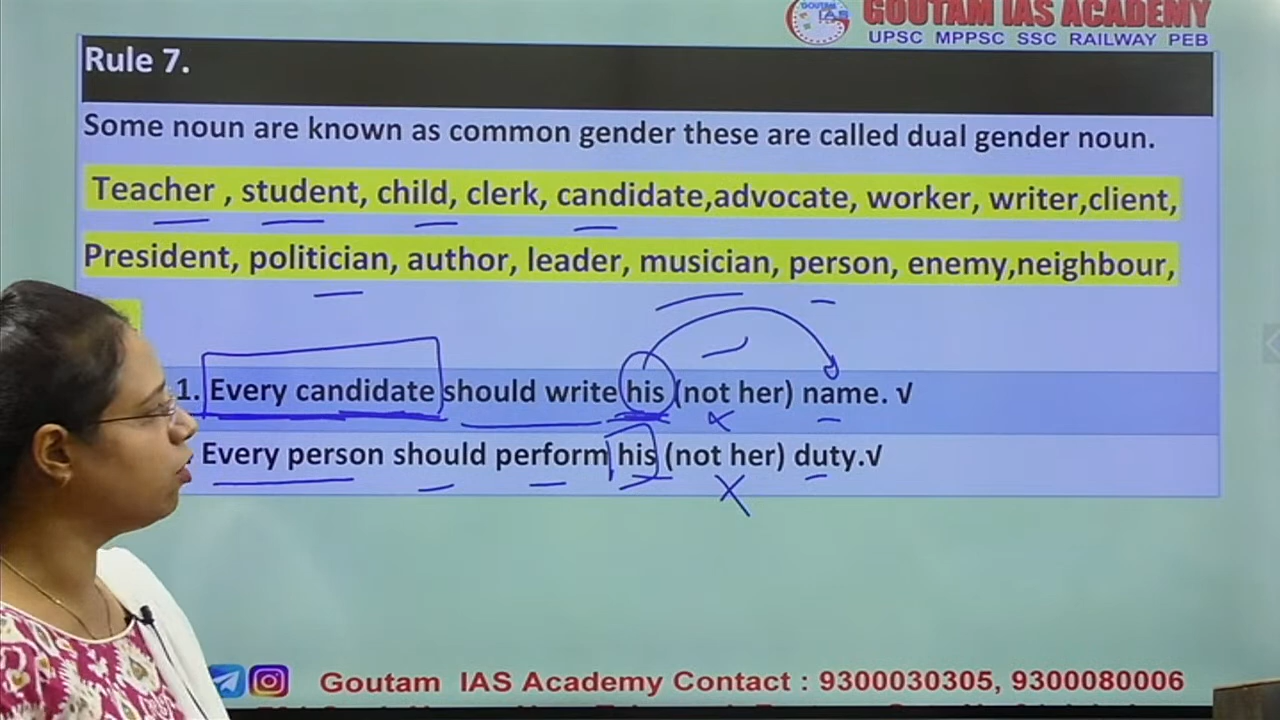 GOUTAM IAS ACADEMY
UPSC MPPSC SSC RAILWAY PEB
GOUTAM
IAS
Rule 7.
Some noun are known as common gender these are called dual gender noun.
Teacher , student, child, clerk, candidate,advocate, worker, writer,client,
President, politician, author, leader, musician, person, enemy,neighbour,
1. Every candidate should write his (not her) name. √
Every person should perform his (not her) duty.√
Goutam IAS Academy Contact : 9300030305, 9300080006